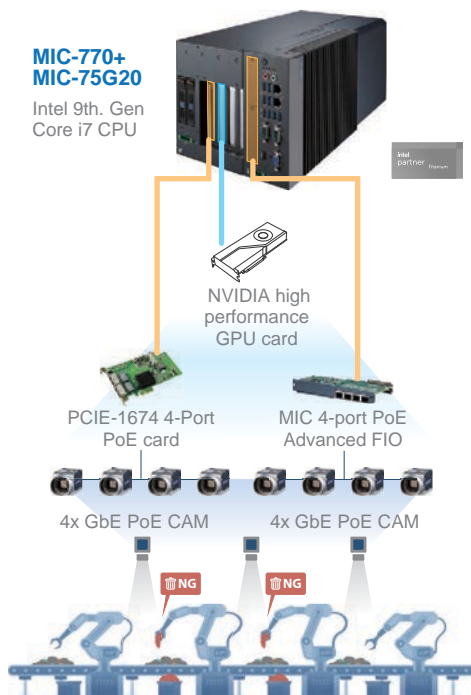 MIC-770+
MIC-75G20
Intel 9th. Gen
Core i7 CPU
intel
partner
Titanium
NVIDIA high
performance
GPU card
PCIE-1674 4-Port
PoE card
MIC 4-port PoE
Advanced FIO
4x GbE PoE CAM
4x GbE PoE CAM
NG
NG